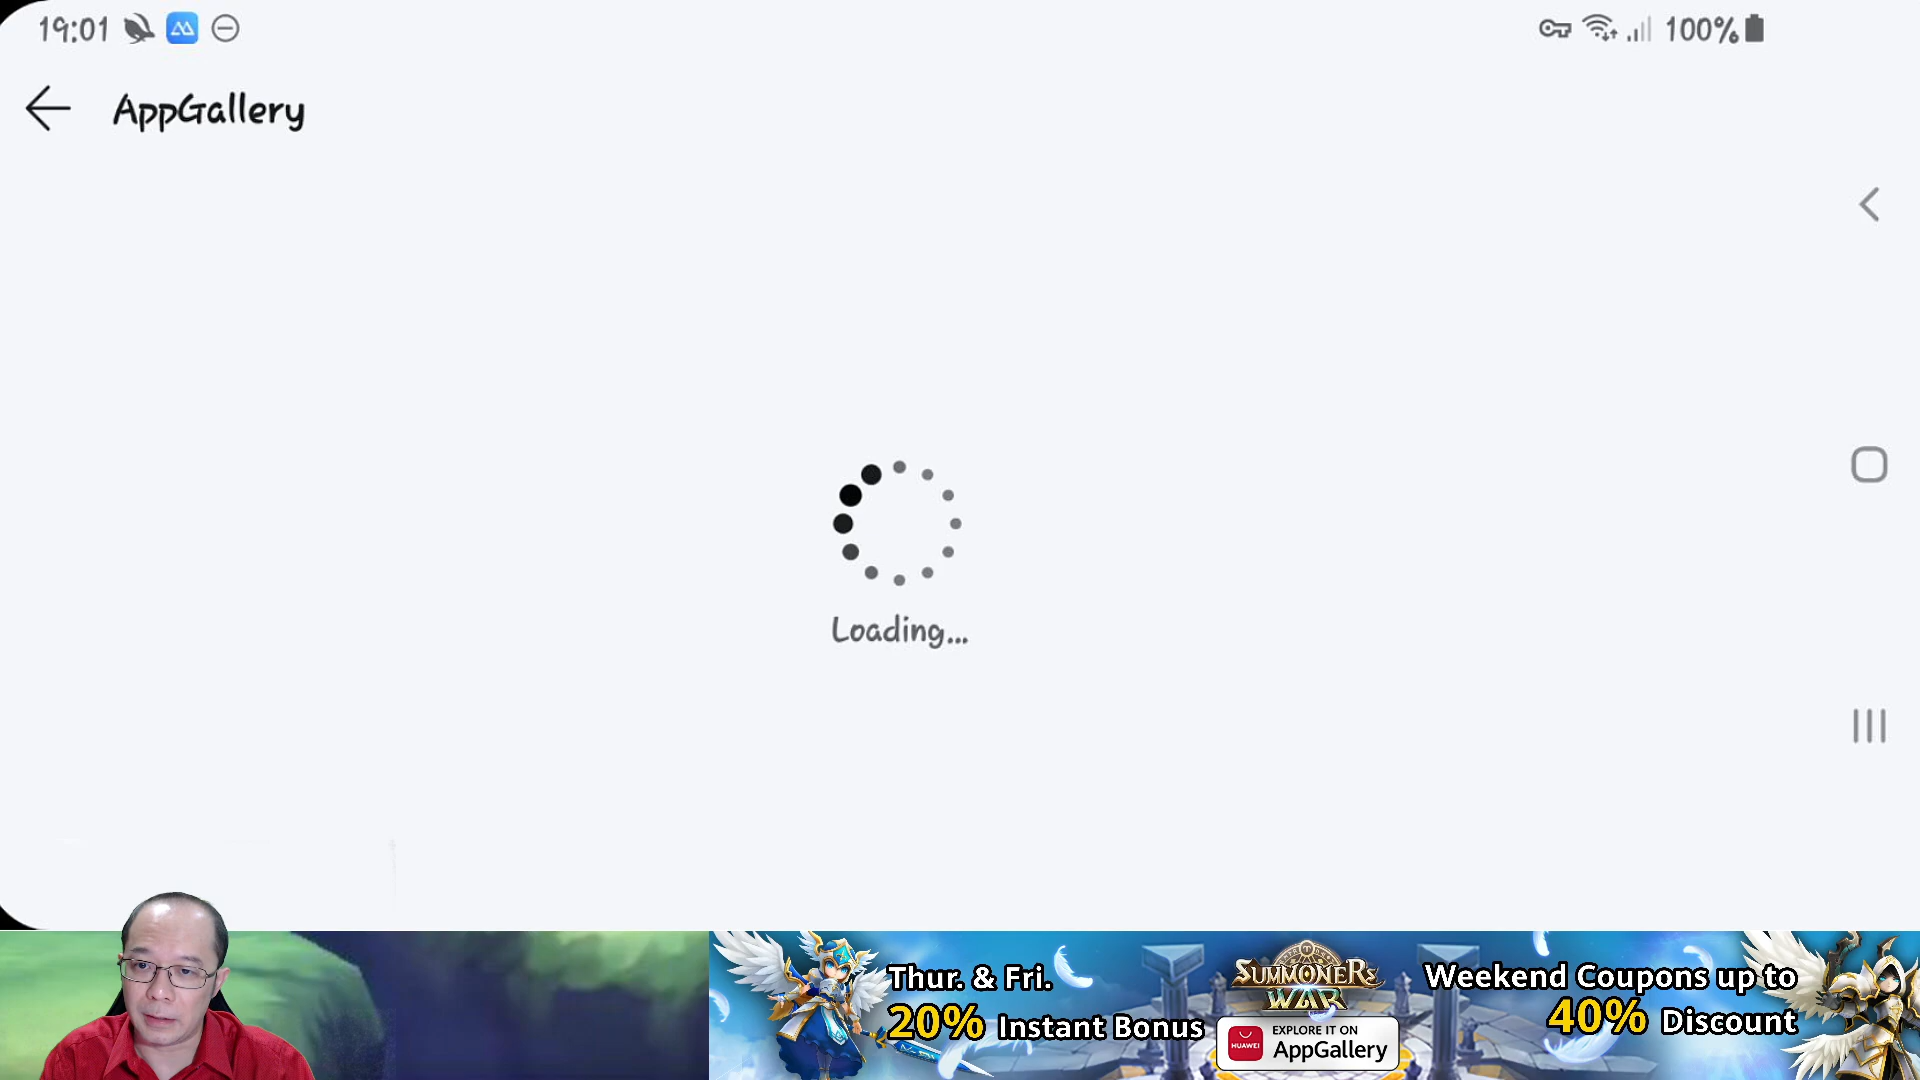 19:01
100%
AppGallery
Loading...
Thur. & Fri.
20% Instant Bonus
SUMMONERS
WAR
EXPLORE IT ON
HUAWEI
AppGallery
Weekend Coupons up to
40% Discount